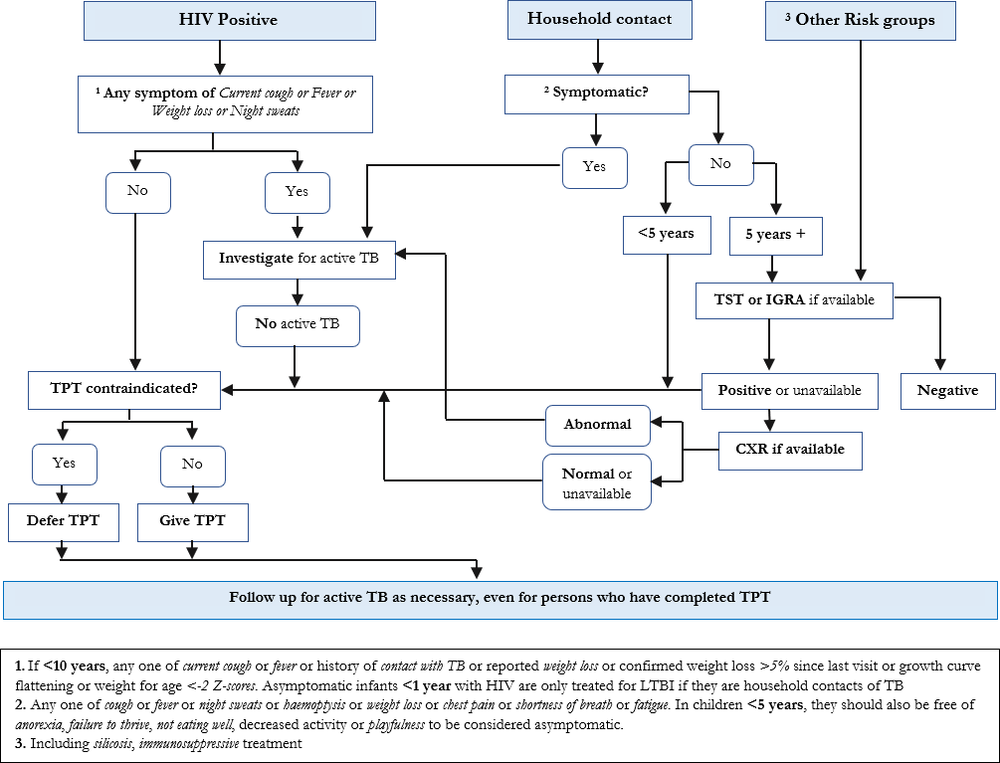 HIV Positive
Household contact
³ Other Risk groups
¹ Any symptom of Current cough or Fever or
Weight loss or Night sweats
² Symptomatic?
No
Yes
Yes
No
<5 years
5 years +
Investigate for active TB
TST or IGRA if available
No active TB
TPT contraindicated?
Positive or unavailable
Negative
Abnormal
CXR if available
Normal or
unavailable
Yes
No
Defer TPT
Give TPT
Follow up for active TB as necessary, even for persons who have completed TPT
1. If <10 years, any one of current cough or fever or history of contact with TB or reported weight loss or confirmed weight loss >5% since last visit or growth curve
flattening or weight for age <-2 Z-scores. Asymptomatic infants <1 year with HIV are only treated for LTBI if they are household contacts of TB
2. Any one of cough or fever or night sweats or haemoptysis or weight loss or chest pain or shortness of breath or fatigue. In children <5 years, they should also be free of
anorexia, failure to thrive, not eating well, decreased activity or playfulness to be considered asymptomatic.
3. Including silicosis, immunosuppressive treatment